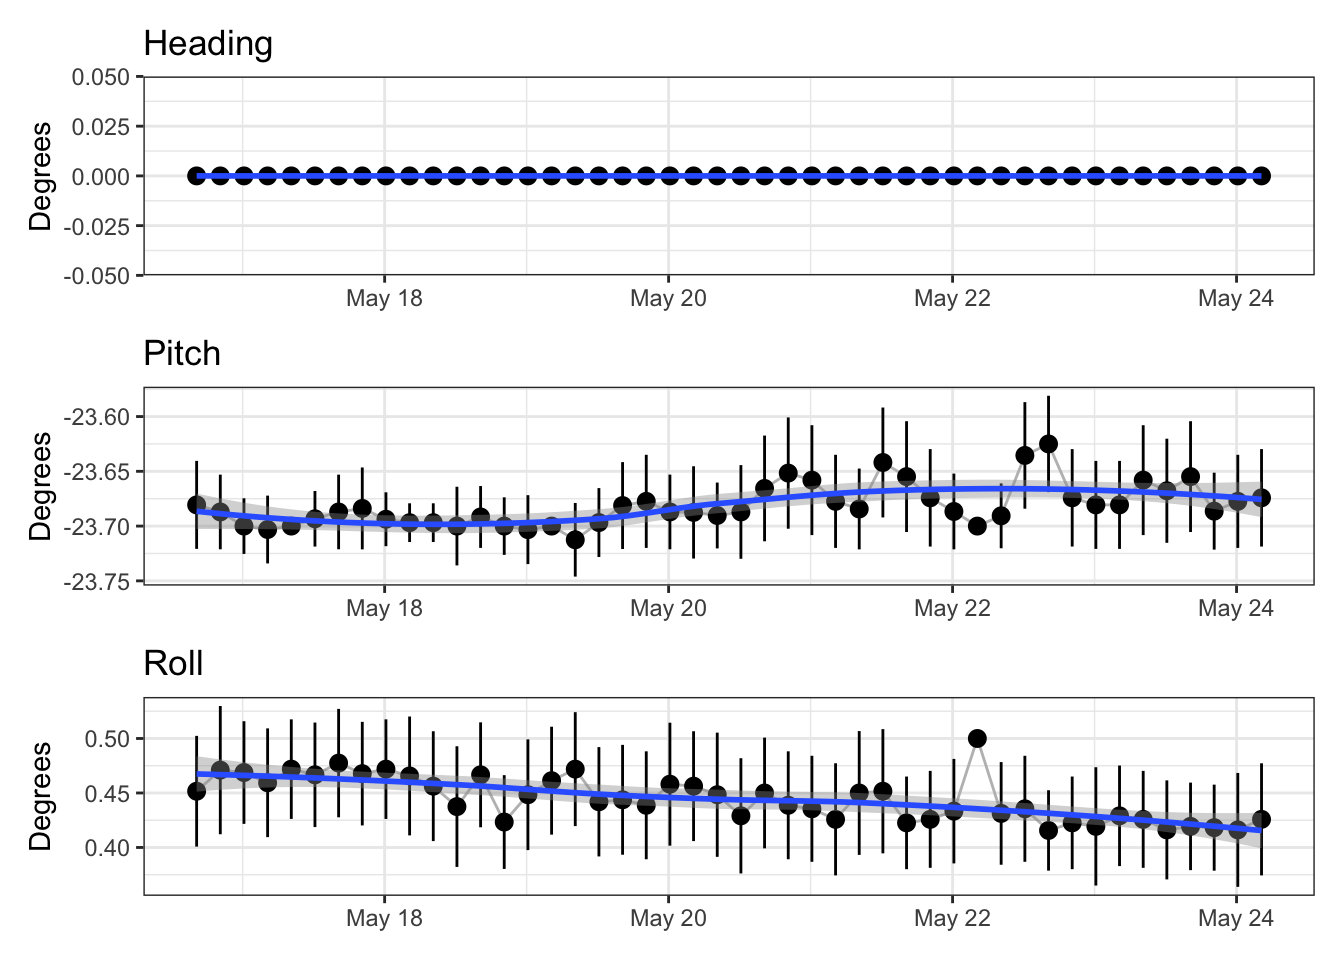 Heading
Degrees
0.050
0.025
0.000
-0.025
-0.050
May 18 May 20 May 22 May 24
Pitch
Degrees
-23.60
-23.65
-23.70
-23.75
May 18 May 20 May 22 May 24
Roll
Degrees
0.50
0.45
0.40
May 18 May 20 May 22 May 24